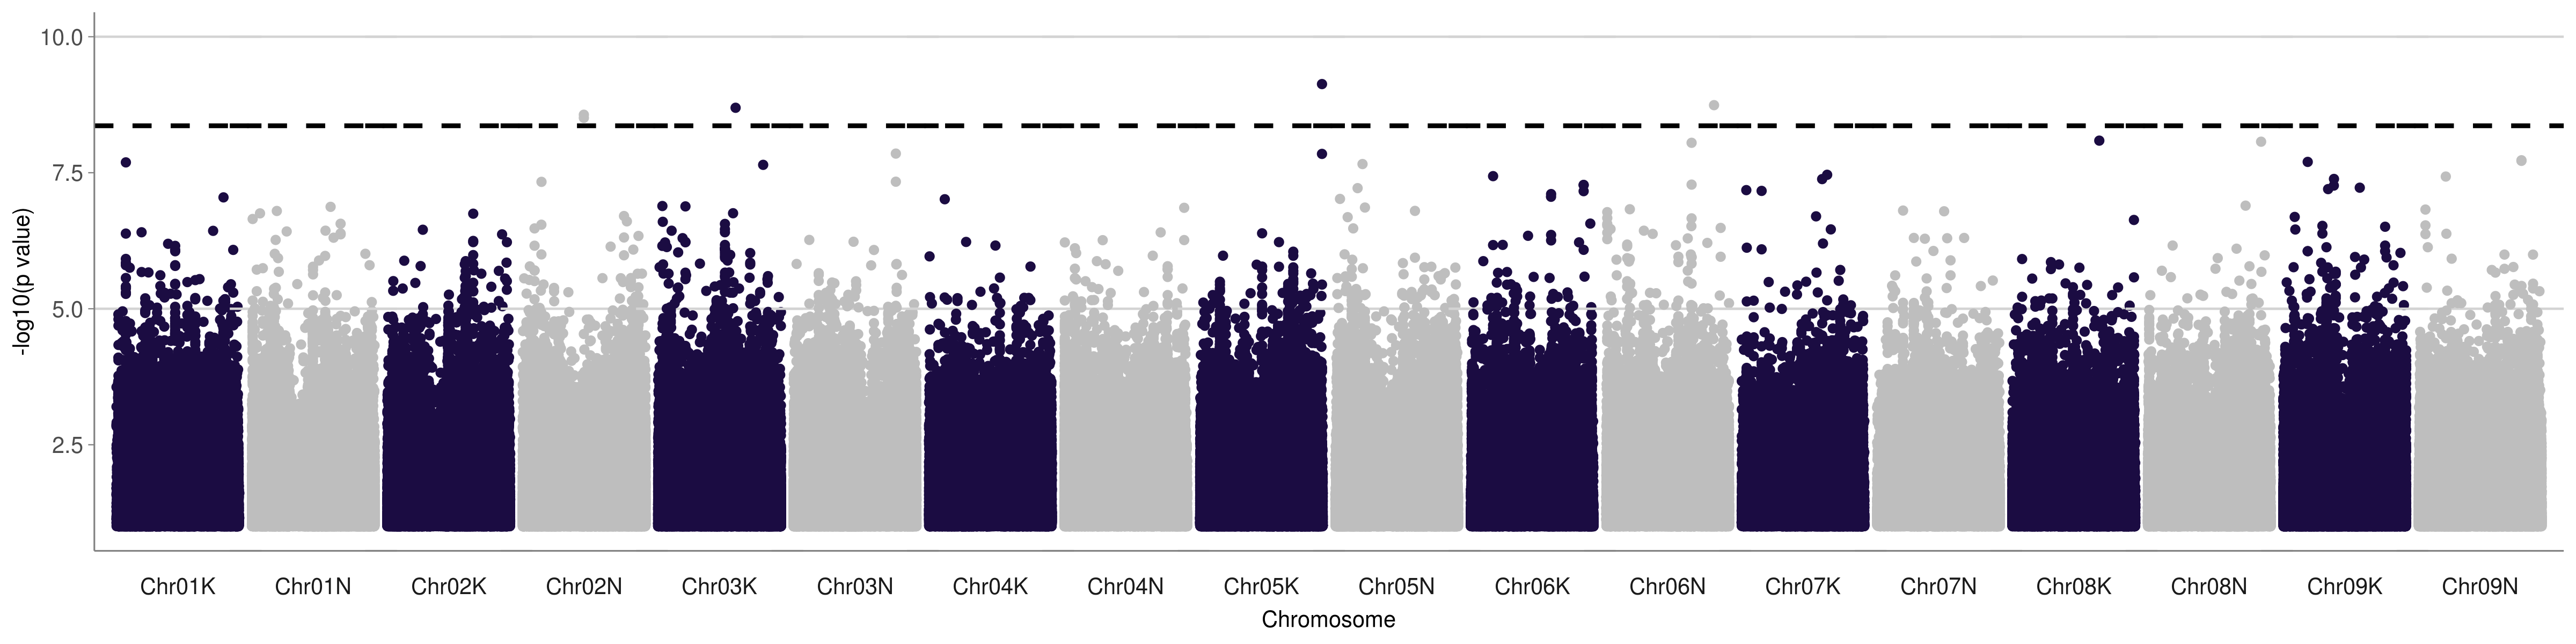 10.0
7.5
5.0
2.5
-log10(p value)
Chr01K Chr01N Chr02K Chr02N Chr03K Chr03N Chr04K Chr04N Chr05K Chr05N Chr06K Chr06N Chr07K Chr07N Chr08K Chr08N Chr09K Chr09N
Chromosome